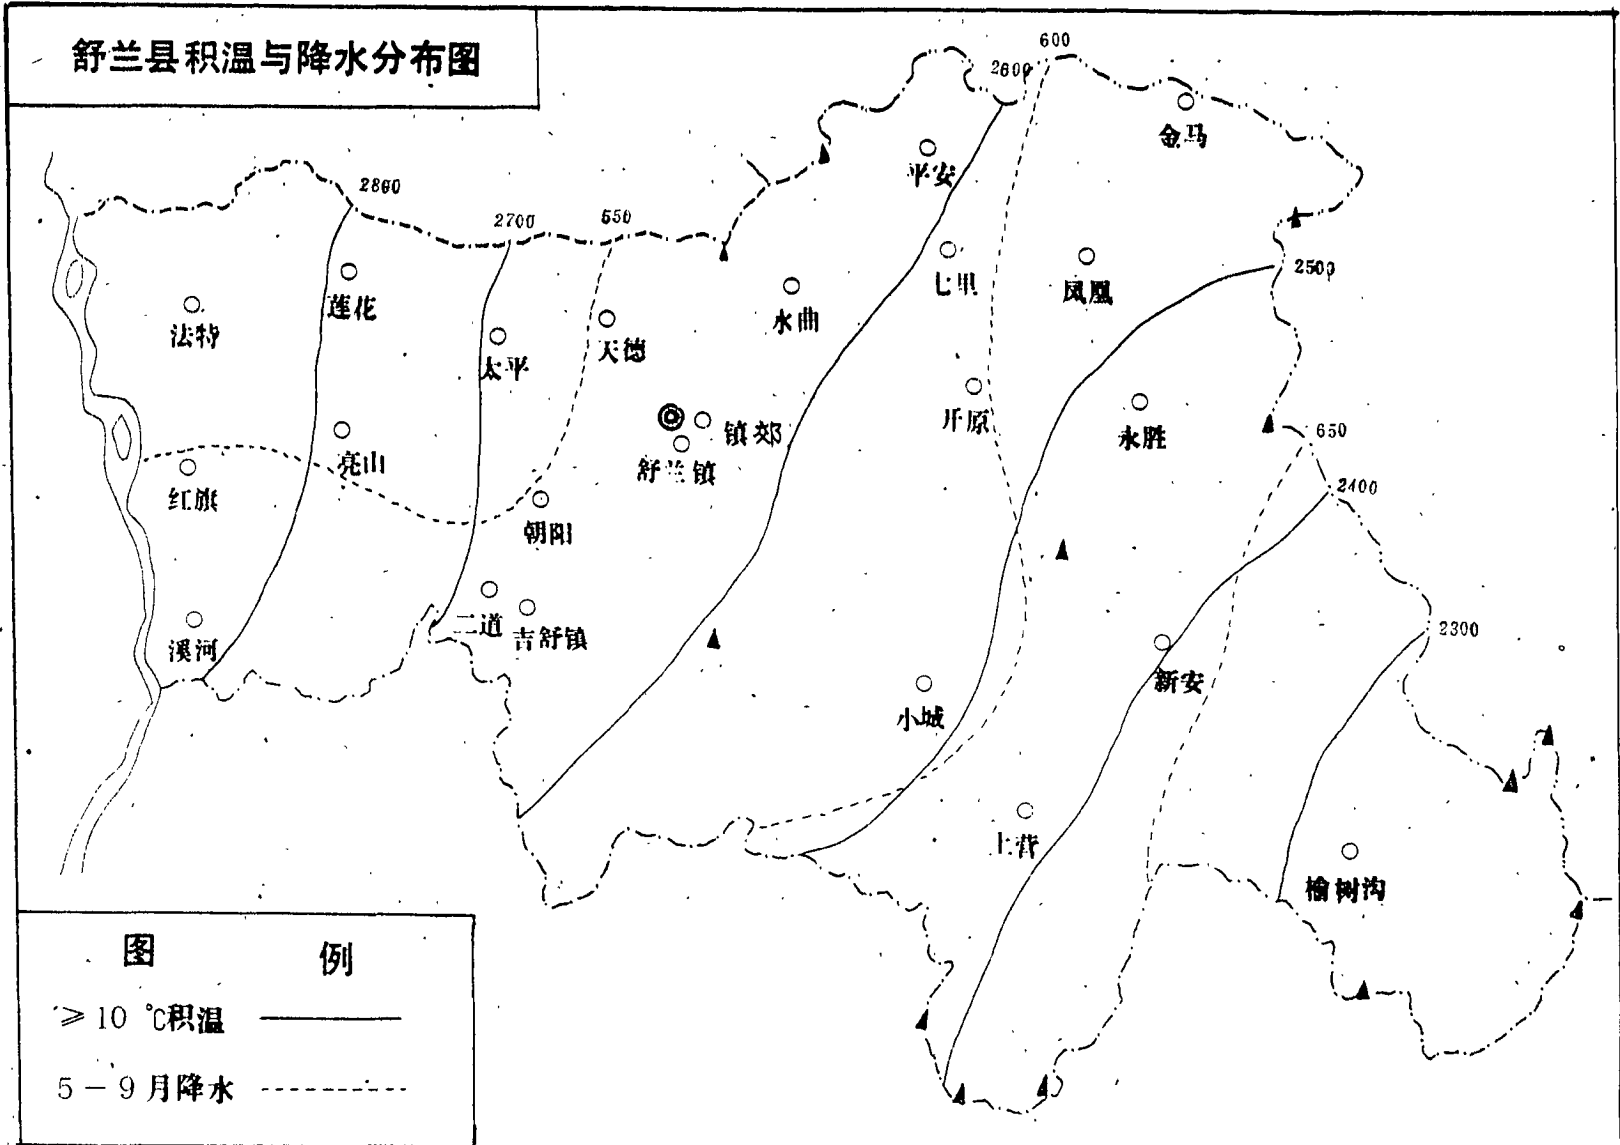 舒兰县积温与降水分布图
600
2600
金马
平安
2800
2700
550
七里
凤凰
2500
法特
莲花
永曲
太平
天德
开原
永胜
镇郊
650
舒兰镇
亮山
红旗
2400
朝阳
二道
吉舒镇
2300
溪河
新安
小城
上营
榆树沟
图 例
≥10 ℃积温
5-9月降水